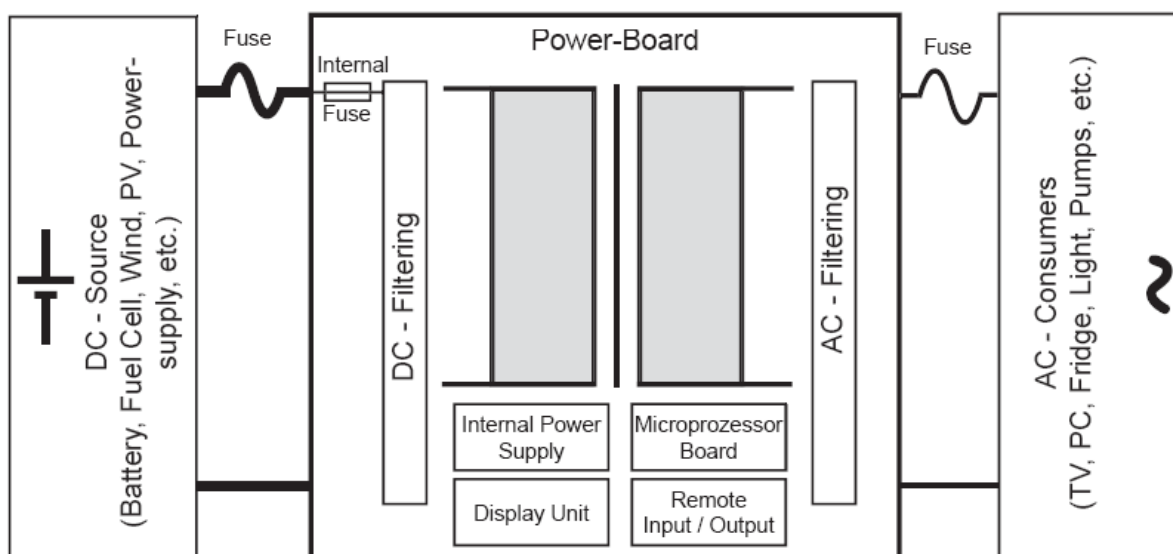 DC - Source
(Battery, Fuel Cell, Wind, PV, Power-
supply, etc.)
Fuse
Power-Board
Internal
Fuse
DC - Filtering
Internal Power
Supply
Microprozessor
Board
Display Unit
Remote
Input / Output
AC - Filtering
Fuse
AC - Consumers
(TV, PC, Fridge, Light, Pumps, etc.)